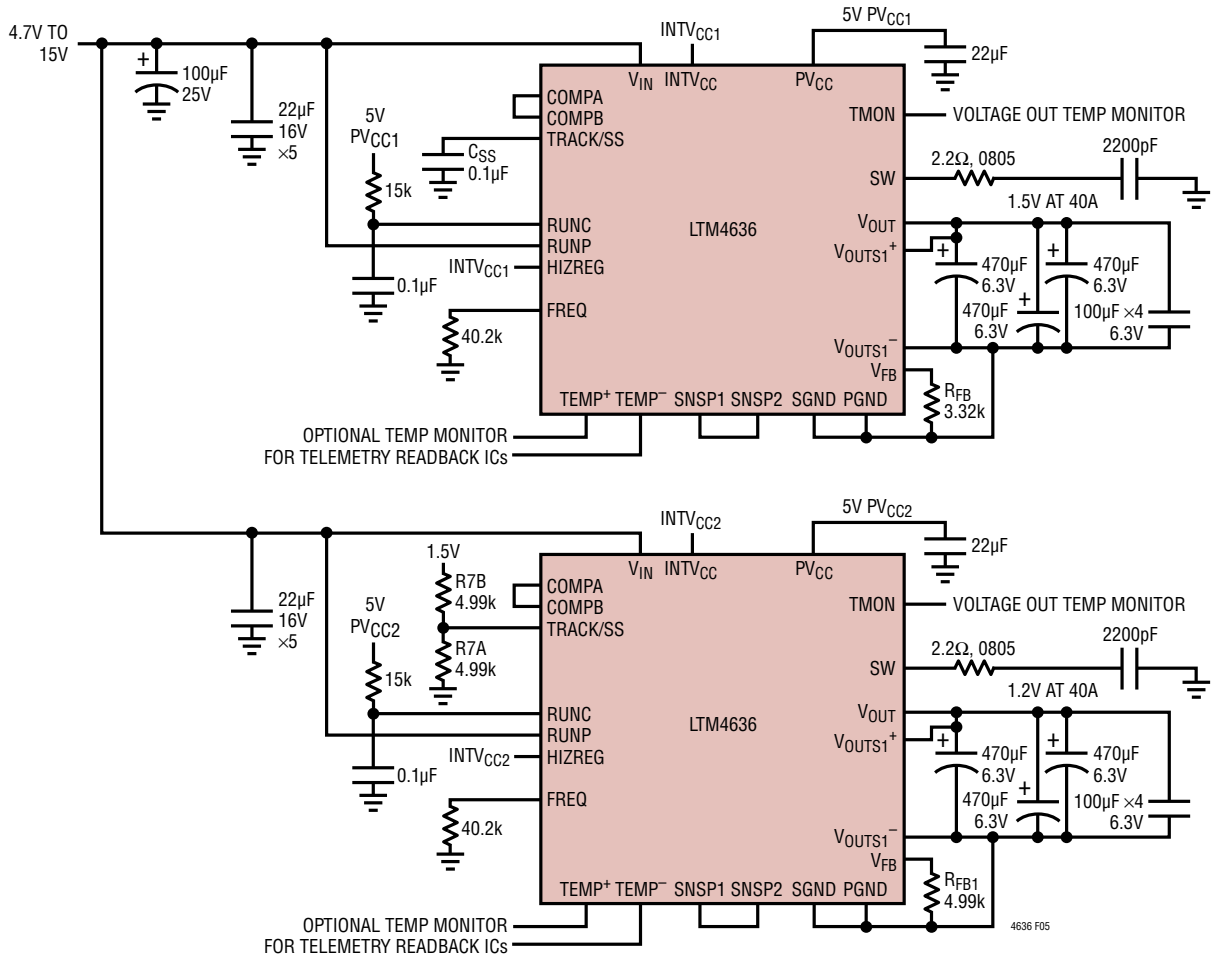 4.7V TO
15V
+
100µF
25V
22µF
16V
×5
5V
PVCC1
15k
0.1µF
CSS
0.1µF
INTVCC1
40.2k
INTVCC1
5V PVCC1
22µF
VIN INTVCC PVCC
COMPA
COMPB
TRACK/SS
RUNC
RUNP
HIZREG
FREQ
LTM4636
TMON
SW
VOUT
VOUTS1+
VOUTS1–
VFB
TEMP+ TEMP– SNSP1 SNSP2 SGND PGND
VOLTAGE OUT TEMP MONITOR
2.2Ω, 0805
2200pF
1.5V AT 40A
+
470µF
6.3V
+
470µF
6.3V
+
470µF
6.3V
100µF ×4
6.3V
RFB
3.32k
OPTIONAL TEMP MONITOR
FOR TELEMETRY READBACK ICs
22µF
16V
×5
5V
PVCC2
15k
0.1µF
1.5V
R7B
4.99k
R7A
4.99k
INTVCC2
40.2k
INTVCC2
5V PVCC2
22µF
VIN INTVCC PVCC
COMPA
COMPB
TRACK/SS
RUNC
RUNP
HIZREG
FREQ
LTM4636
TMON
SW
VOUT
VOUTS1+
VOUTS1–
VFB
TEMP+ TEMP– SNSP1 SNSP2 SGND PGND
VOLTAGE OUT TEMP MONITOR
2.2Ω, 0805
2200pF
1.2V AT 40A
+
470µF
6.3V
+
470µF
6.3V
+
470µF
6.3V
100µF ×4
6.3V
RFB1
4.99k
OPTIONAL TEMP MONITOR
FOR TELEMETRY READBACK ICs
4636 F05